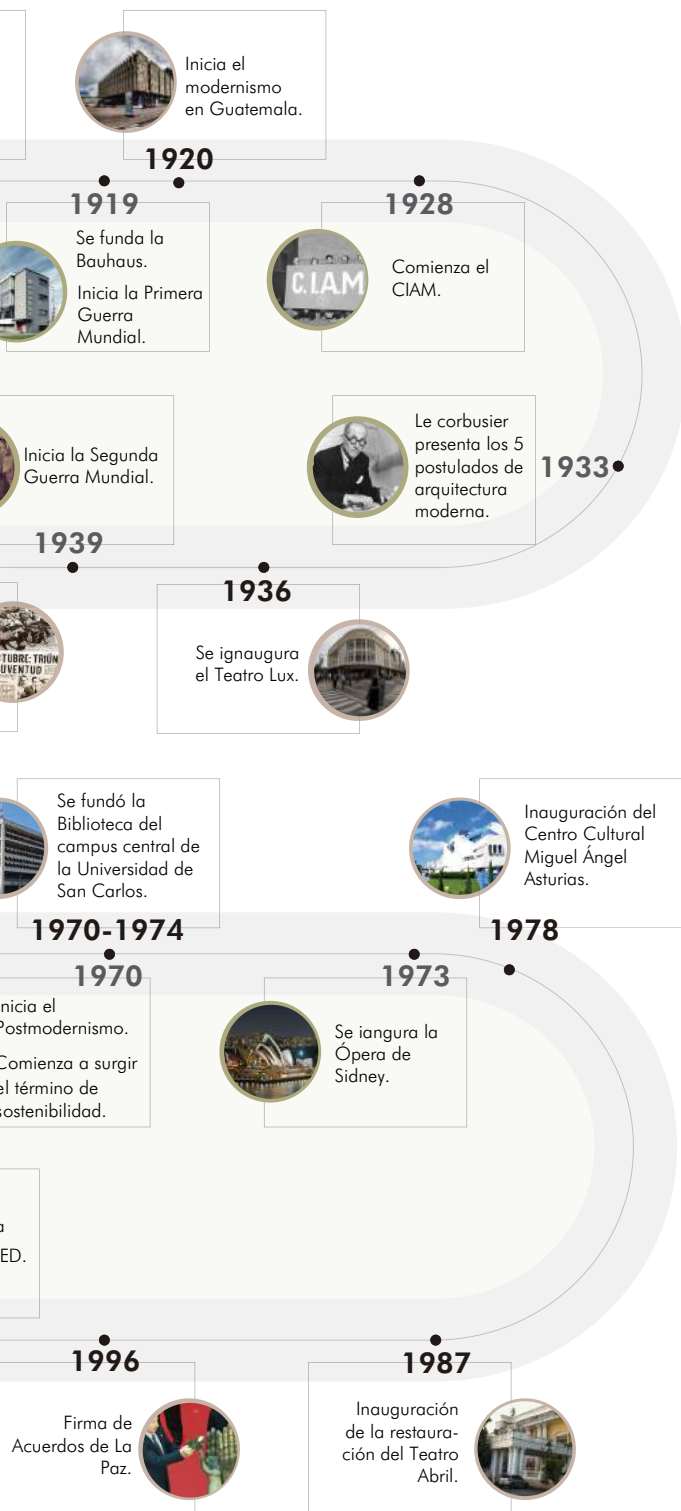 Inicia el
modernismo
en Guatemala.
1920
1919
Se funda la
Bauhaus.
Inicia la Primera
Guerra
Mundial.
1928
C.I.A.M
Comienza el
CIAM.
Le corbusier
presenta los 5
postulados de
arquitectura
moderna.
1933
Inicia la Segunda
Guerra Mundial.
1939
1936
Se ignaugura
el Teatro Lux.
TUBRE: TRIUN
UVENTUD
Se fundó la
Biblioteca del
campus central de
la Universidad de
San Carlos.
1970-1974
1970
nicia el
Postmodernismo.
Comienza a surgir
el término de
sostenibilidad.
1973
Se iangura la
Ópera de
Sidney.
Inauguración del
Centro Cultural
Miguel Ángel
Asturias.
1978
a
ED.
1996
Firma de
Acuerdos de La
Paz.
1987
Inauguración
de la restaura-
ción del Teatro
Abril.